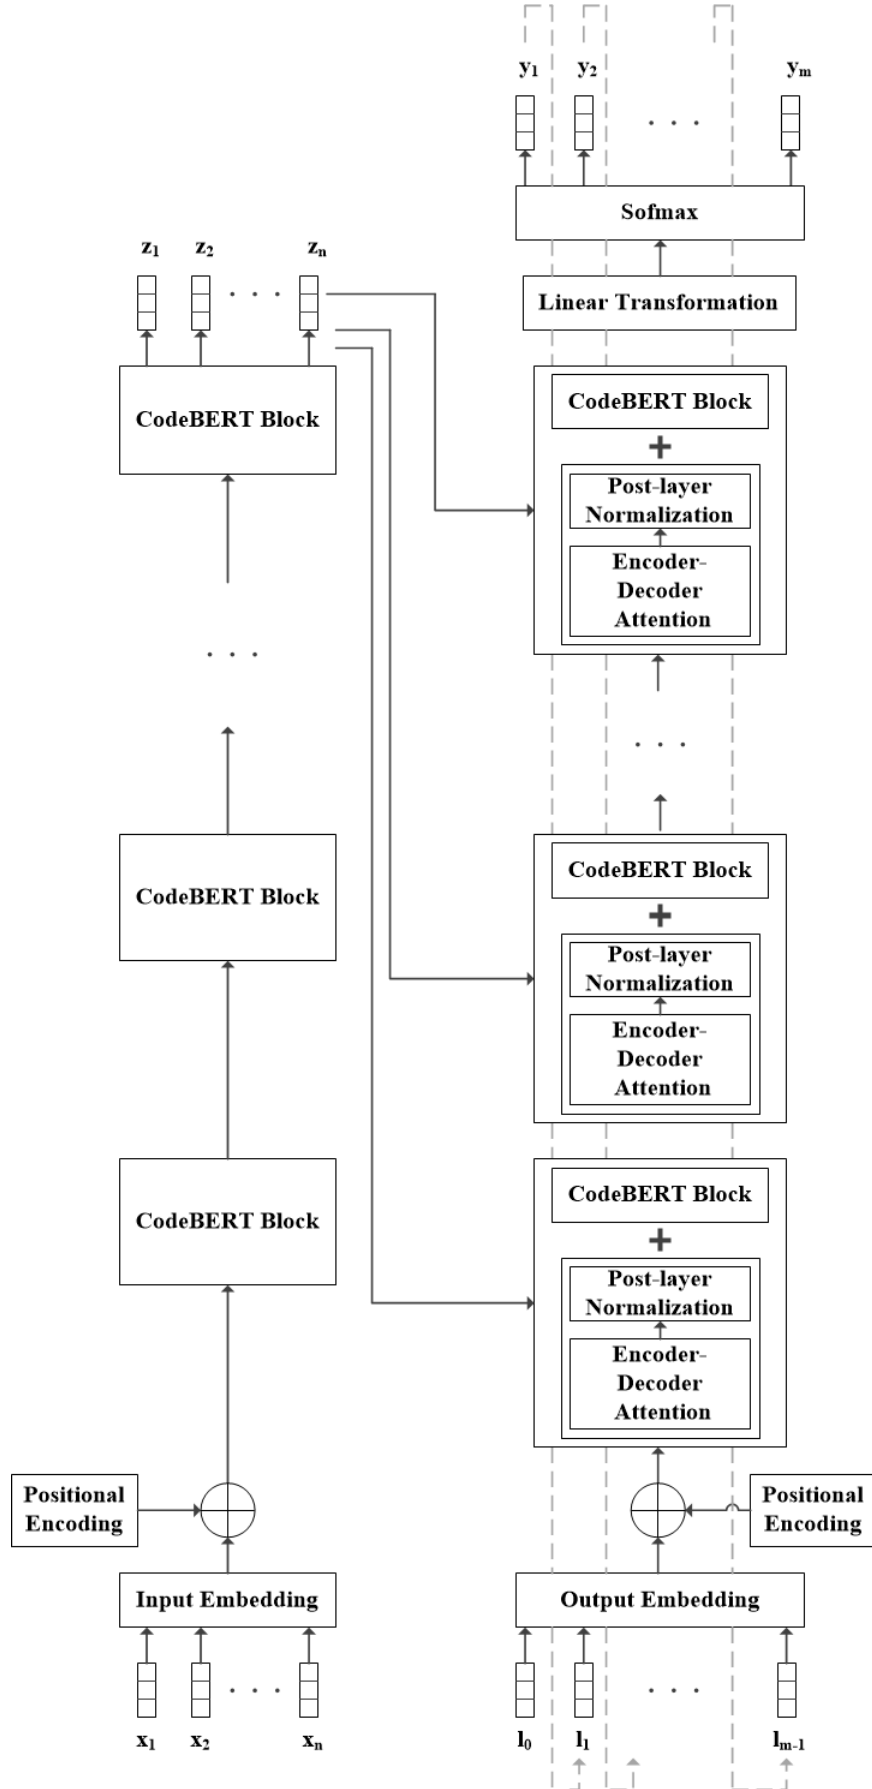 y₁ y₂ yₘ
. . .
Sofmax
z₁ z₂ zₙ
. . .
Linear Transformation
CodeBERT Block
CodeBERT Block
+
Post-layer
Normalization
Encoder-
Decoder
Attention
. . .
. . .
CodeBERT Block
CodeBERT Block
+
Post-layer
Normalization
Encoder-
Decoder
Attention
CodeBERT Block
CodeBERT Block
+
Post-layer
Normalization
Encoder-
Decoder
Attention
Positional
Encoding
Positional
Encoding
Input Embedding
Output Embedding
. . .
. . .
x₁ x₂ xₙ
l₀ l₁ lₘ₋₁